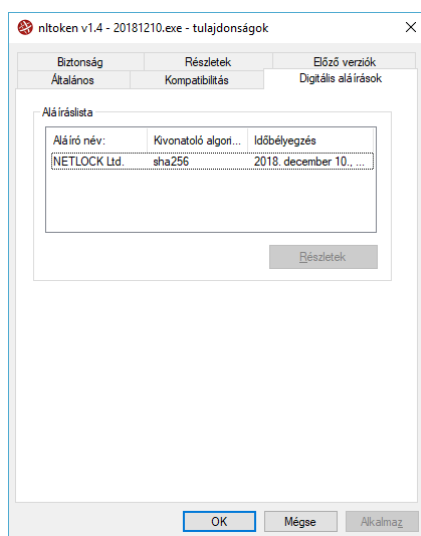 nltoken v1.4 - 20181210.exe - tulajdonságok
Biztonság Részletek Előző verziók
Általános Kompatibilitás Digitális aláírások
Aláíráslista
Aláíró név: Kivonatoló algori... Időbélyegzés
NETLOCK Ltd. sha256 2018. december 10., ...
Részletek
OK Mégse Alkalmaz